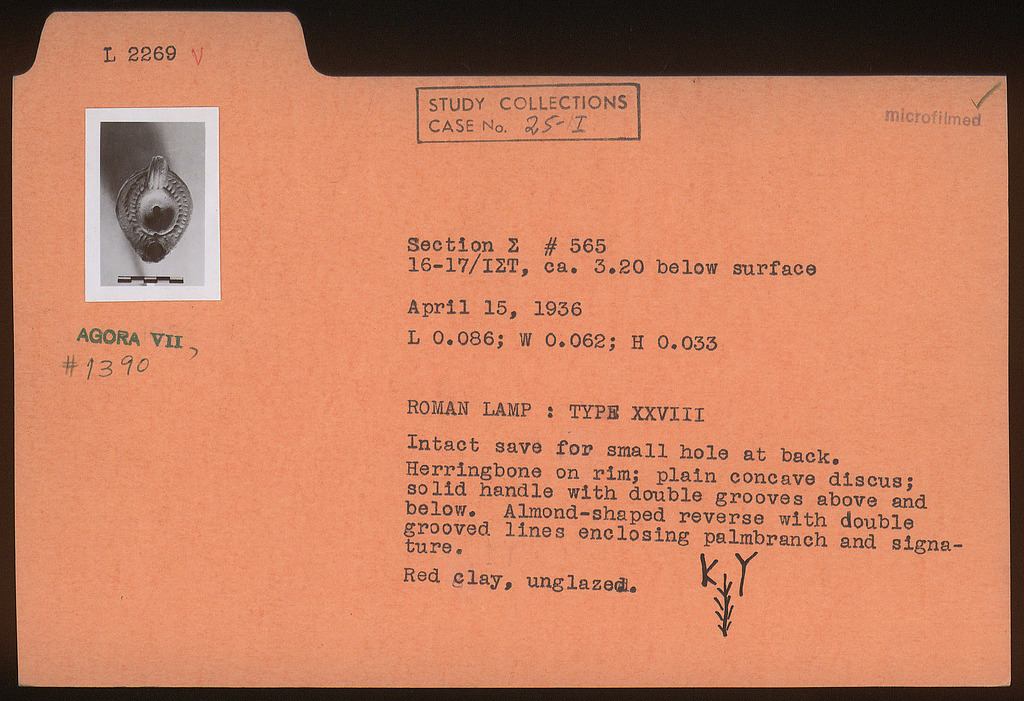 L 2269 V
STUDY COLLECTIONS
CASE No. 25-I
microfilmed
AGORA VII,
#1390
Section Σ # 565
16-17/ΙΣΤ, ca. 3.20 below surface
April 15, 1936
L 0.086; W 0.062; H 0.033
ROMAN LAMP : TYPE XXVIII
Intact save for small hole at back.
Herringbone on rim; plain concave discus;
solid handle with double grooves above and
below. Almond-shaped reverse with double
grooved lines enclosing palmbranch and signa-
ture.
Red clay, unglazed.
K Y